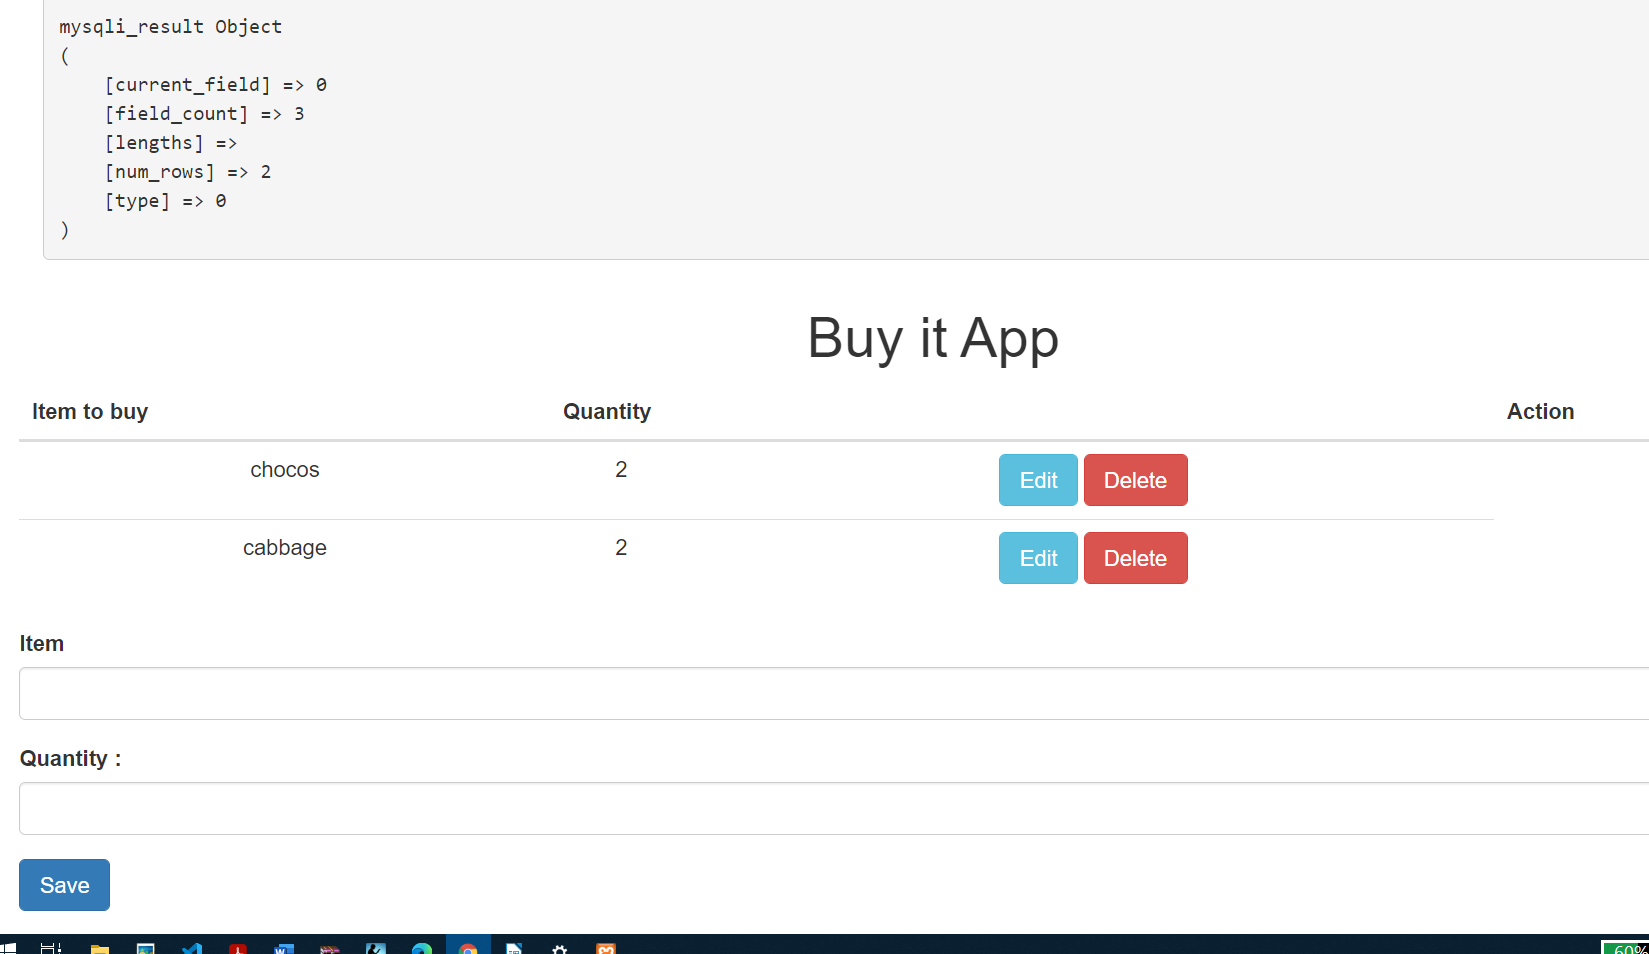 mysqli_result Object
(
    [current_field] => 0
    [field_count] => 3
    [lengths] =>
    [num_rows] => 2
    [type] => 0
)
Buy it App
Item to buy Quantity Action
chocos 2 Edit Delete
cabbage 2 Edit Delete
Item
Quantity :
Save
60%